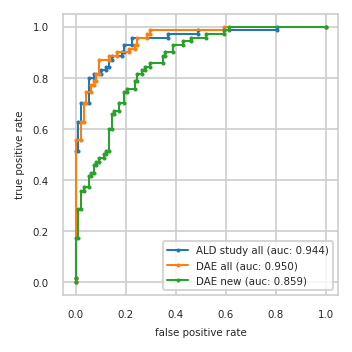 1.0
0.8
0.6
0.4
0.2
0.0
true positive rate
ALD study all (auc: 0.944)
DAE all (auc: 0.950)
DAE new (auc: 0.859)
0.0 0.2 0.4 0.6 0.8 1.0
false positive rate